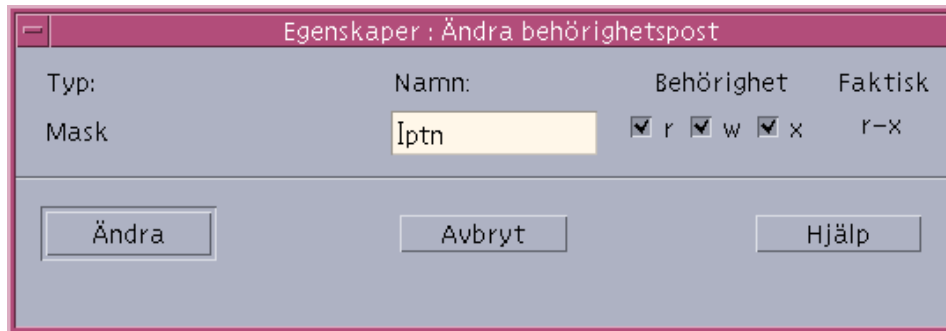 Egenskaper : Ändra behörighetspost
Typ: Namn: Behörighet Faktisk
Mask lptn r w x r-x
Ändra Avbryt Hjälp